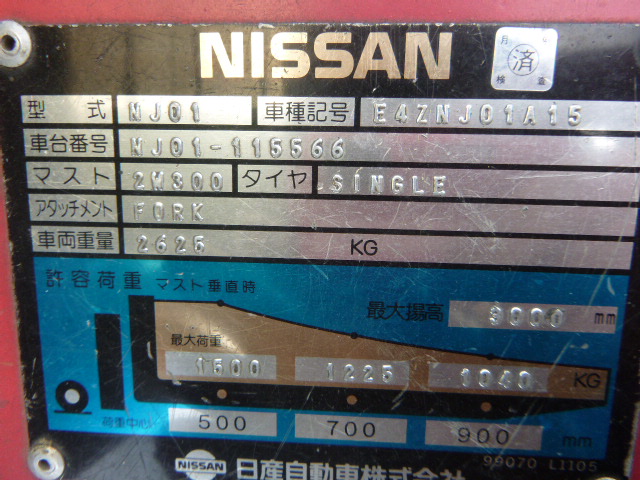 NISSAN
月
済
検 査
型式 NJ01 車種記号 E4ZNJ01A15
車台番号 NJ01-115566
マスト 2W300 タイヤ SINGLE
アタッチメント FORK
車両重量 2625 KG
許容荷重 マスト垂直時
最大揚高 3000 mm
最大荷重
1500 1225 1040 KG
荷重中心 500 700 900 mm
NISSAN 日産自動車株式会社
99070 L1105